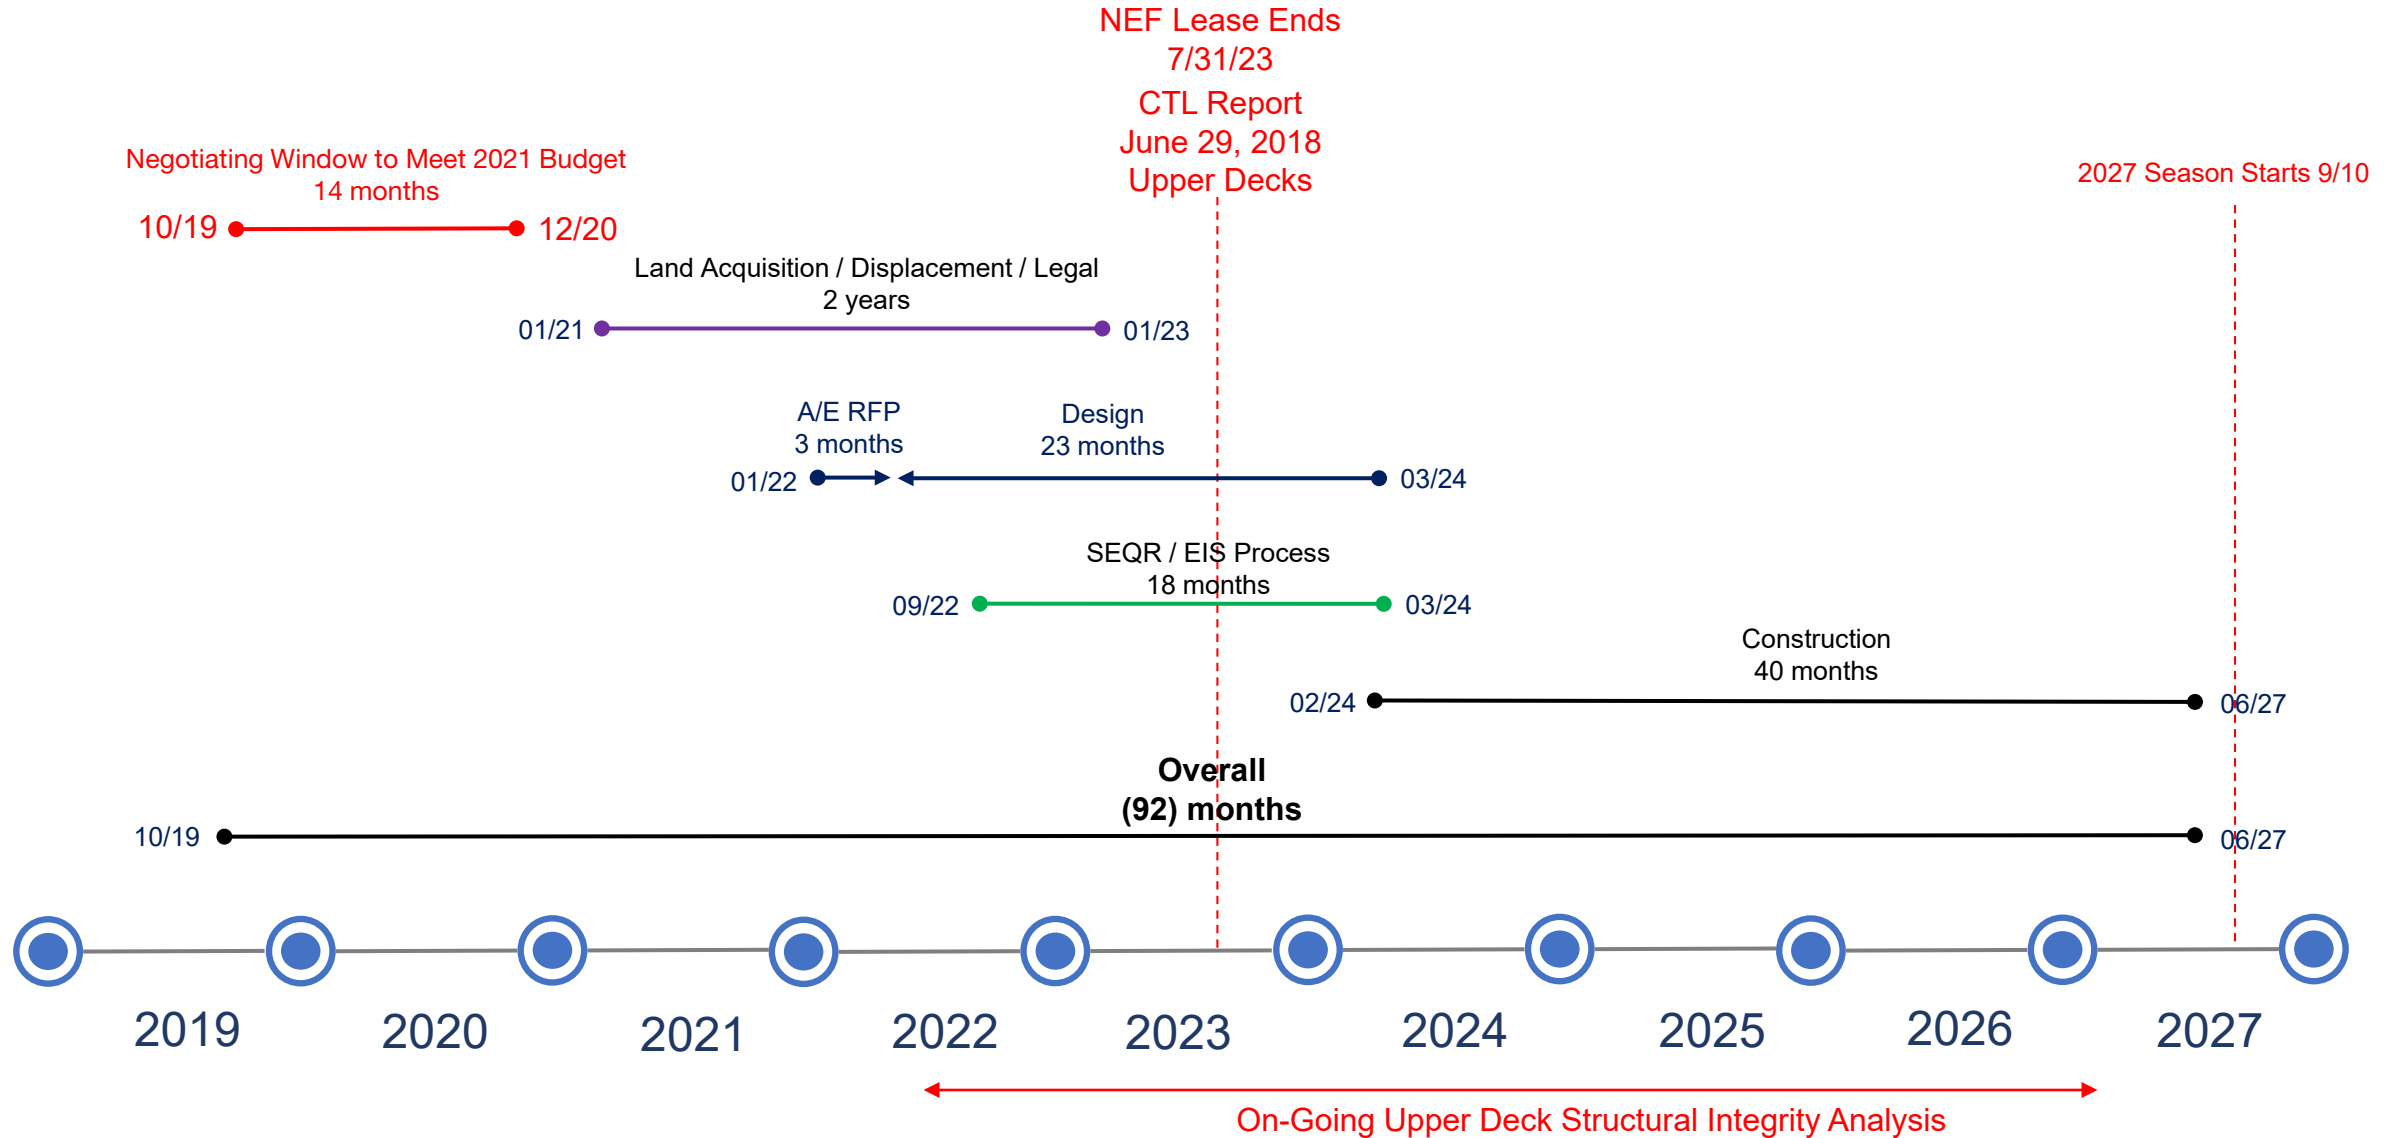 NEF Lease Ends
7/31/23
CTL Report
June 29, 2018
Upper Decks
Negotiating Window to Meet 2021 Budget
14 months
10/19
12/20
2027 Season Starts 9/10
Land Acquisition / Displacement / Legal
2 years
01/21
01/23
A/E RFP
3 months
Design
23 months
01/22
03/24
SEQR / EIS Process
18 months
09/22
03/24
Construction
40 months
02/24
06/27
Overall
(92) months
10/19
06/27
2019
2020
2021
2022
2023
2024
2025
2026
2027
On-Going Upper Deck Structural Integrity Analysis